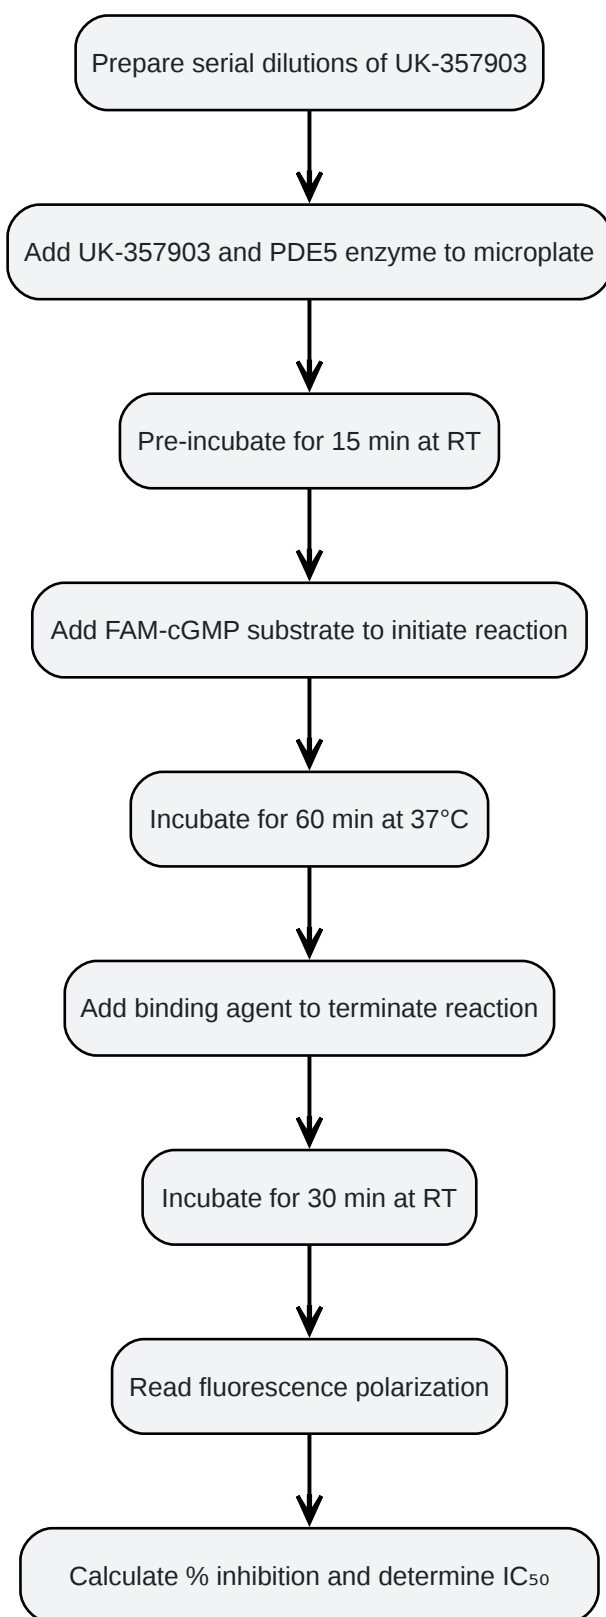 Prepare serial dilutions of UK-357903
Add UK-357903 and PDE5 enzyme to microplate
Pre-incubate for 15 min at RT
Add FAM-cGMP substrate to initiate reaction
Incubate for 60 min at 37°C
Add binding agent to terminate reaction
Incubate for 30 min at RT
Read fluorescence polarization
Calculate % inhibition and determine IC₅₀